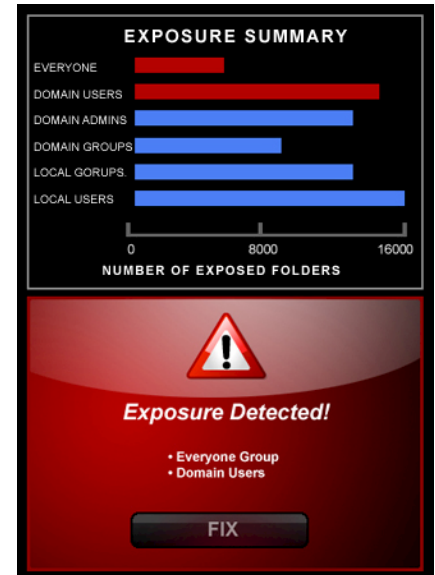 EXPOSURE SUMMARY
EVERYONE
DOMAIN USERS
DOMAIN ADMINS
DOMAIN GROUPS
LOCAL GORUPS.
LOCAL USERS
0 8000 16000
NUMBER OF EXPOSED FOLDERS
!
Exposure Detected!
• Everyone Group
• Domain Users
FIX